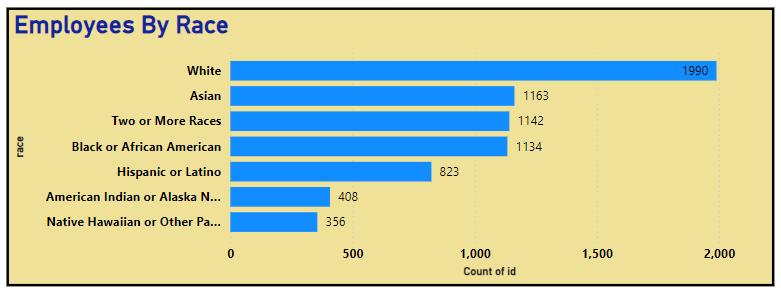 Employees By Race
race
White 1990
Asian 1163
Two or More Races 1142
Black or African American 1134
Hispanic or Latino 823
American Indian or Alaska N... 408
Native Hawaiian or Other Pa... 356
0 500 1,000 1,500 2,000
Count of id